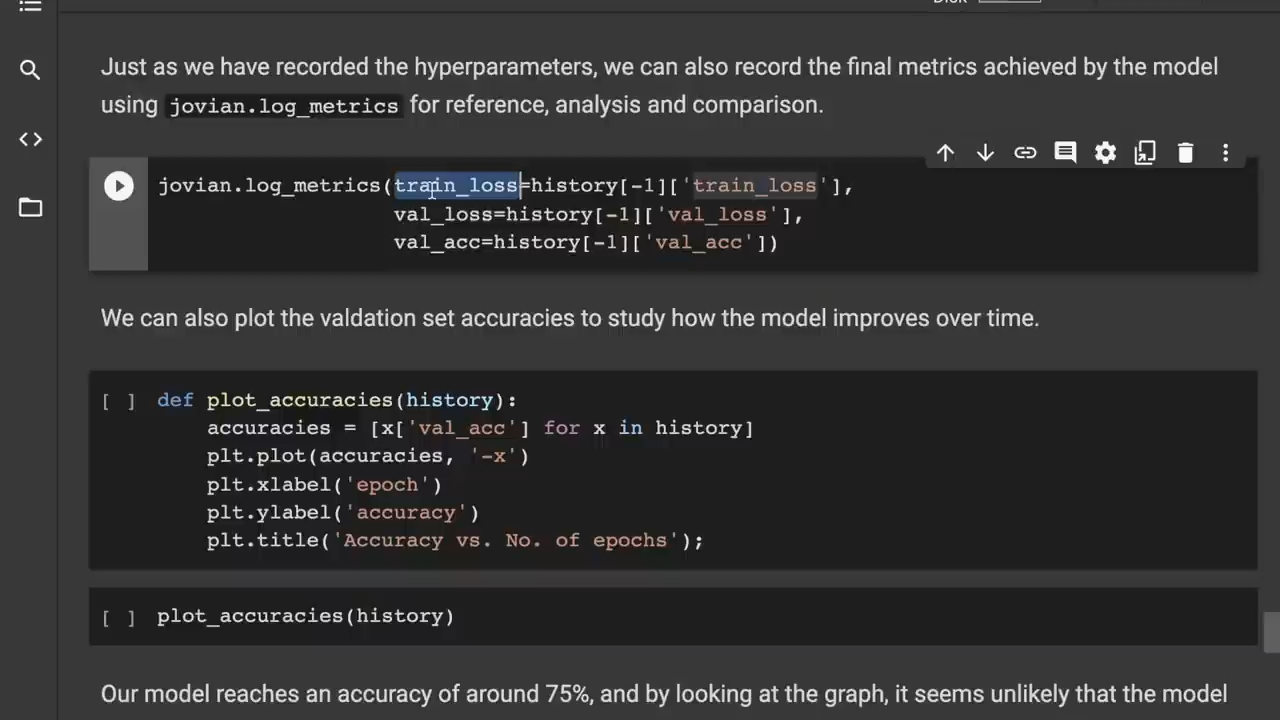 Disk
Just as we have recorded the hyperparameters, we can also record the final metrics achieved by the model
using jovian.log_metrics for reference, analysis and comparison.
jovian.log_metrics(train_loss=history[-1]['train_loss'],
val_loss=history[-1]['val_loss'],
val_acc=history[-1]['val_acc'])
We can also plot the valdation set accuracies to study how the model improves over time.
[ ] def plot_accuracies(history):
accuracies = [x['val_acc'] for x in history]
plt.plot(accuracies, '-x')
plt.xlabel('epoch')
plt.ylabel('accuracy')
plt.title('Accuracy vs. No. of epochs');
[ ] plot_accuracies(history)
Our model reaches an accuracy of around 75%, and by looking at the graph, it seems unlikely that the model